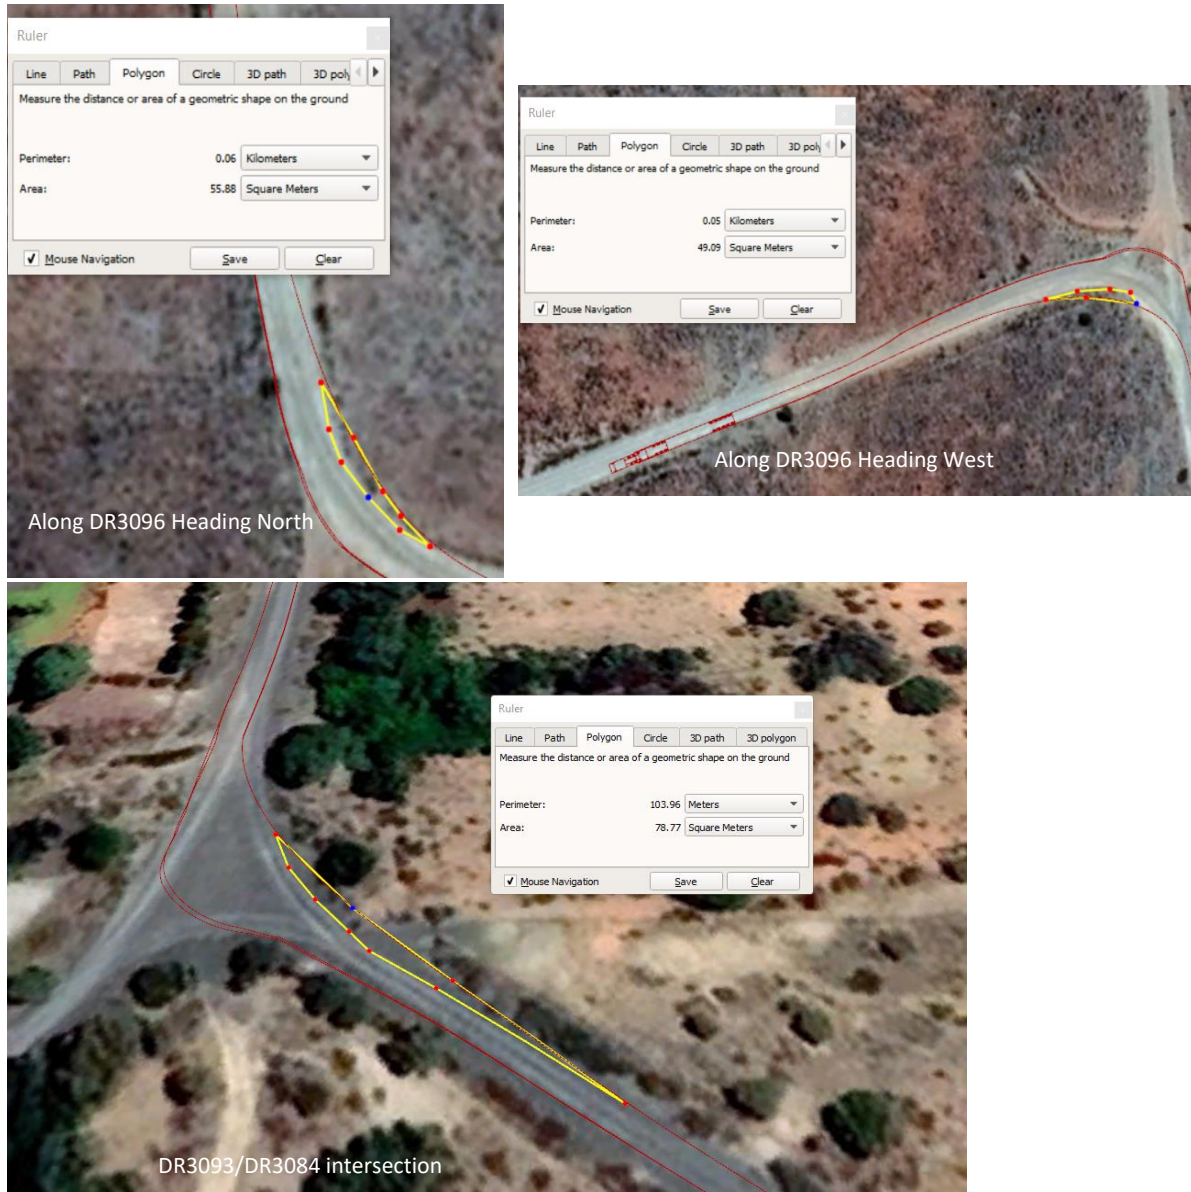 Ruler
Line Path Polygon Circle 3D path 3D poly
Measure the distance or area of a geometric shape on the ground
Perimeter: 0.06 Kilometers
Area: 55.88 Square Meters
Mouse Navigation Save Clear
Along DR3096 Heading North
Ruler
Line Path Polygon Circle 3D path 3D poly
Measure the distance or area of a geometric shape on the ground
Perimeter: 0.05 Kilometers
Area: 49.09 Square Meters
Mouse Navigation Save Clear
Along DR3096 Heading West
Ruler
Line Path Polygon Circle 3D path 3D polygon
Measure the distance or area of a geometric shape on the ground
Perimeter: 103.96 Meters
Area: 78.77 Square Meters
Mouse Navigation Save Clear
DR3093/DR3084 intersection